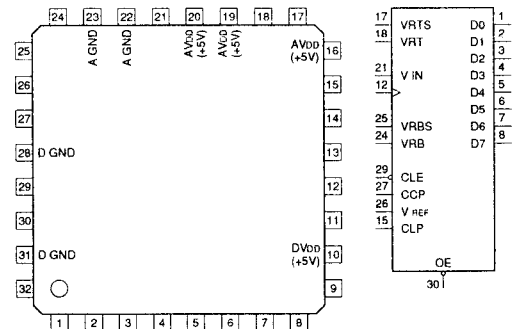 24 23 22 21 20 19 18 17
25 A GND A GND AVDD (+5V) AVDD (+5V) AVDD (+5V) 16
26 15
27 14
28 D GND 13
29 12
30 11
31 D GND DVDD (+5V) 10
32 9
1 2 3 4 5 6 7 8
17 VRTS D0 1
18 VRT D1 2
D2 3
21 V IN D3 4
12 D4 5
D5 6
25 VRBS D6 7
24 VRB D7 8
29 CLE
27 CCP
26 V REF
15 CLP
OE
30